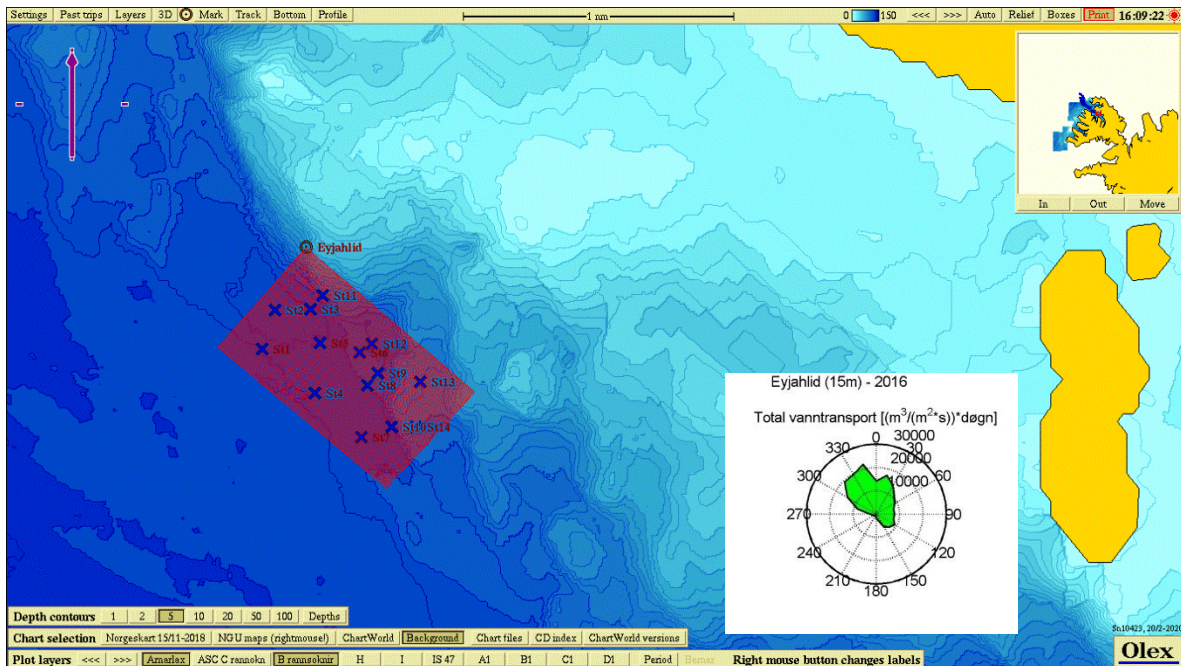 Settings Past trips Layers 3D Mark Track Bottom Profile 1 nm 0 150 <<< >>> Auto Relief Boxes Print 16:09:22
In Out Move
Eyjahlid
St11
St2 St3
St1 St5 St12
St6
St9
St8 St13
St4
St10 St14
St7
Eyjahlid (15m) - 2016
Total vanntransport [(m³/(m²*s))*døgn]
0 30000
330 30
20000
300 10000 60
270 90
240 120
210 150
180
Depth contours 1 2 5 10 20 50 100 Depths
Sn10423, 20/2-2020
Chart selection Norgeskart 15/11-2018 NGU maps (rightmouse!) ChartWorld Background Chart files CD index ChartWorld versions
Olex
Plot layers <<< >>> Arnarlax ASC C rannokn B rannsoknir H I IS 47 A1 B1 C1 D1 Period Berner Right mouse button changes labels